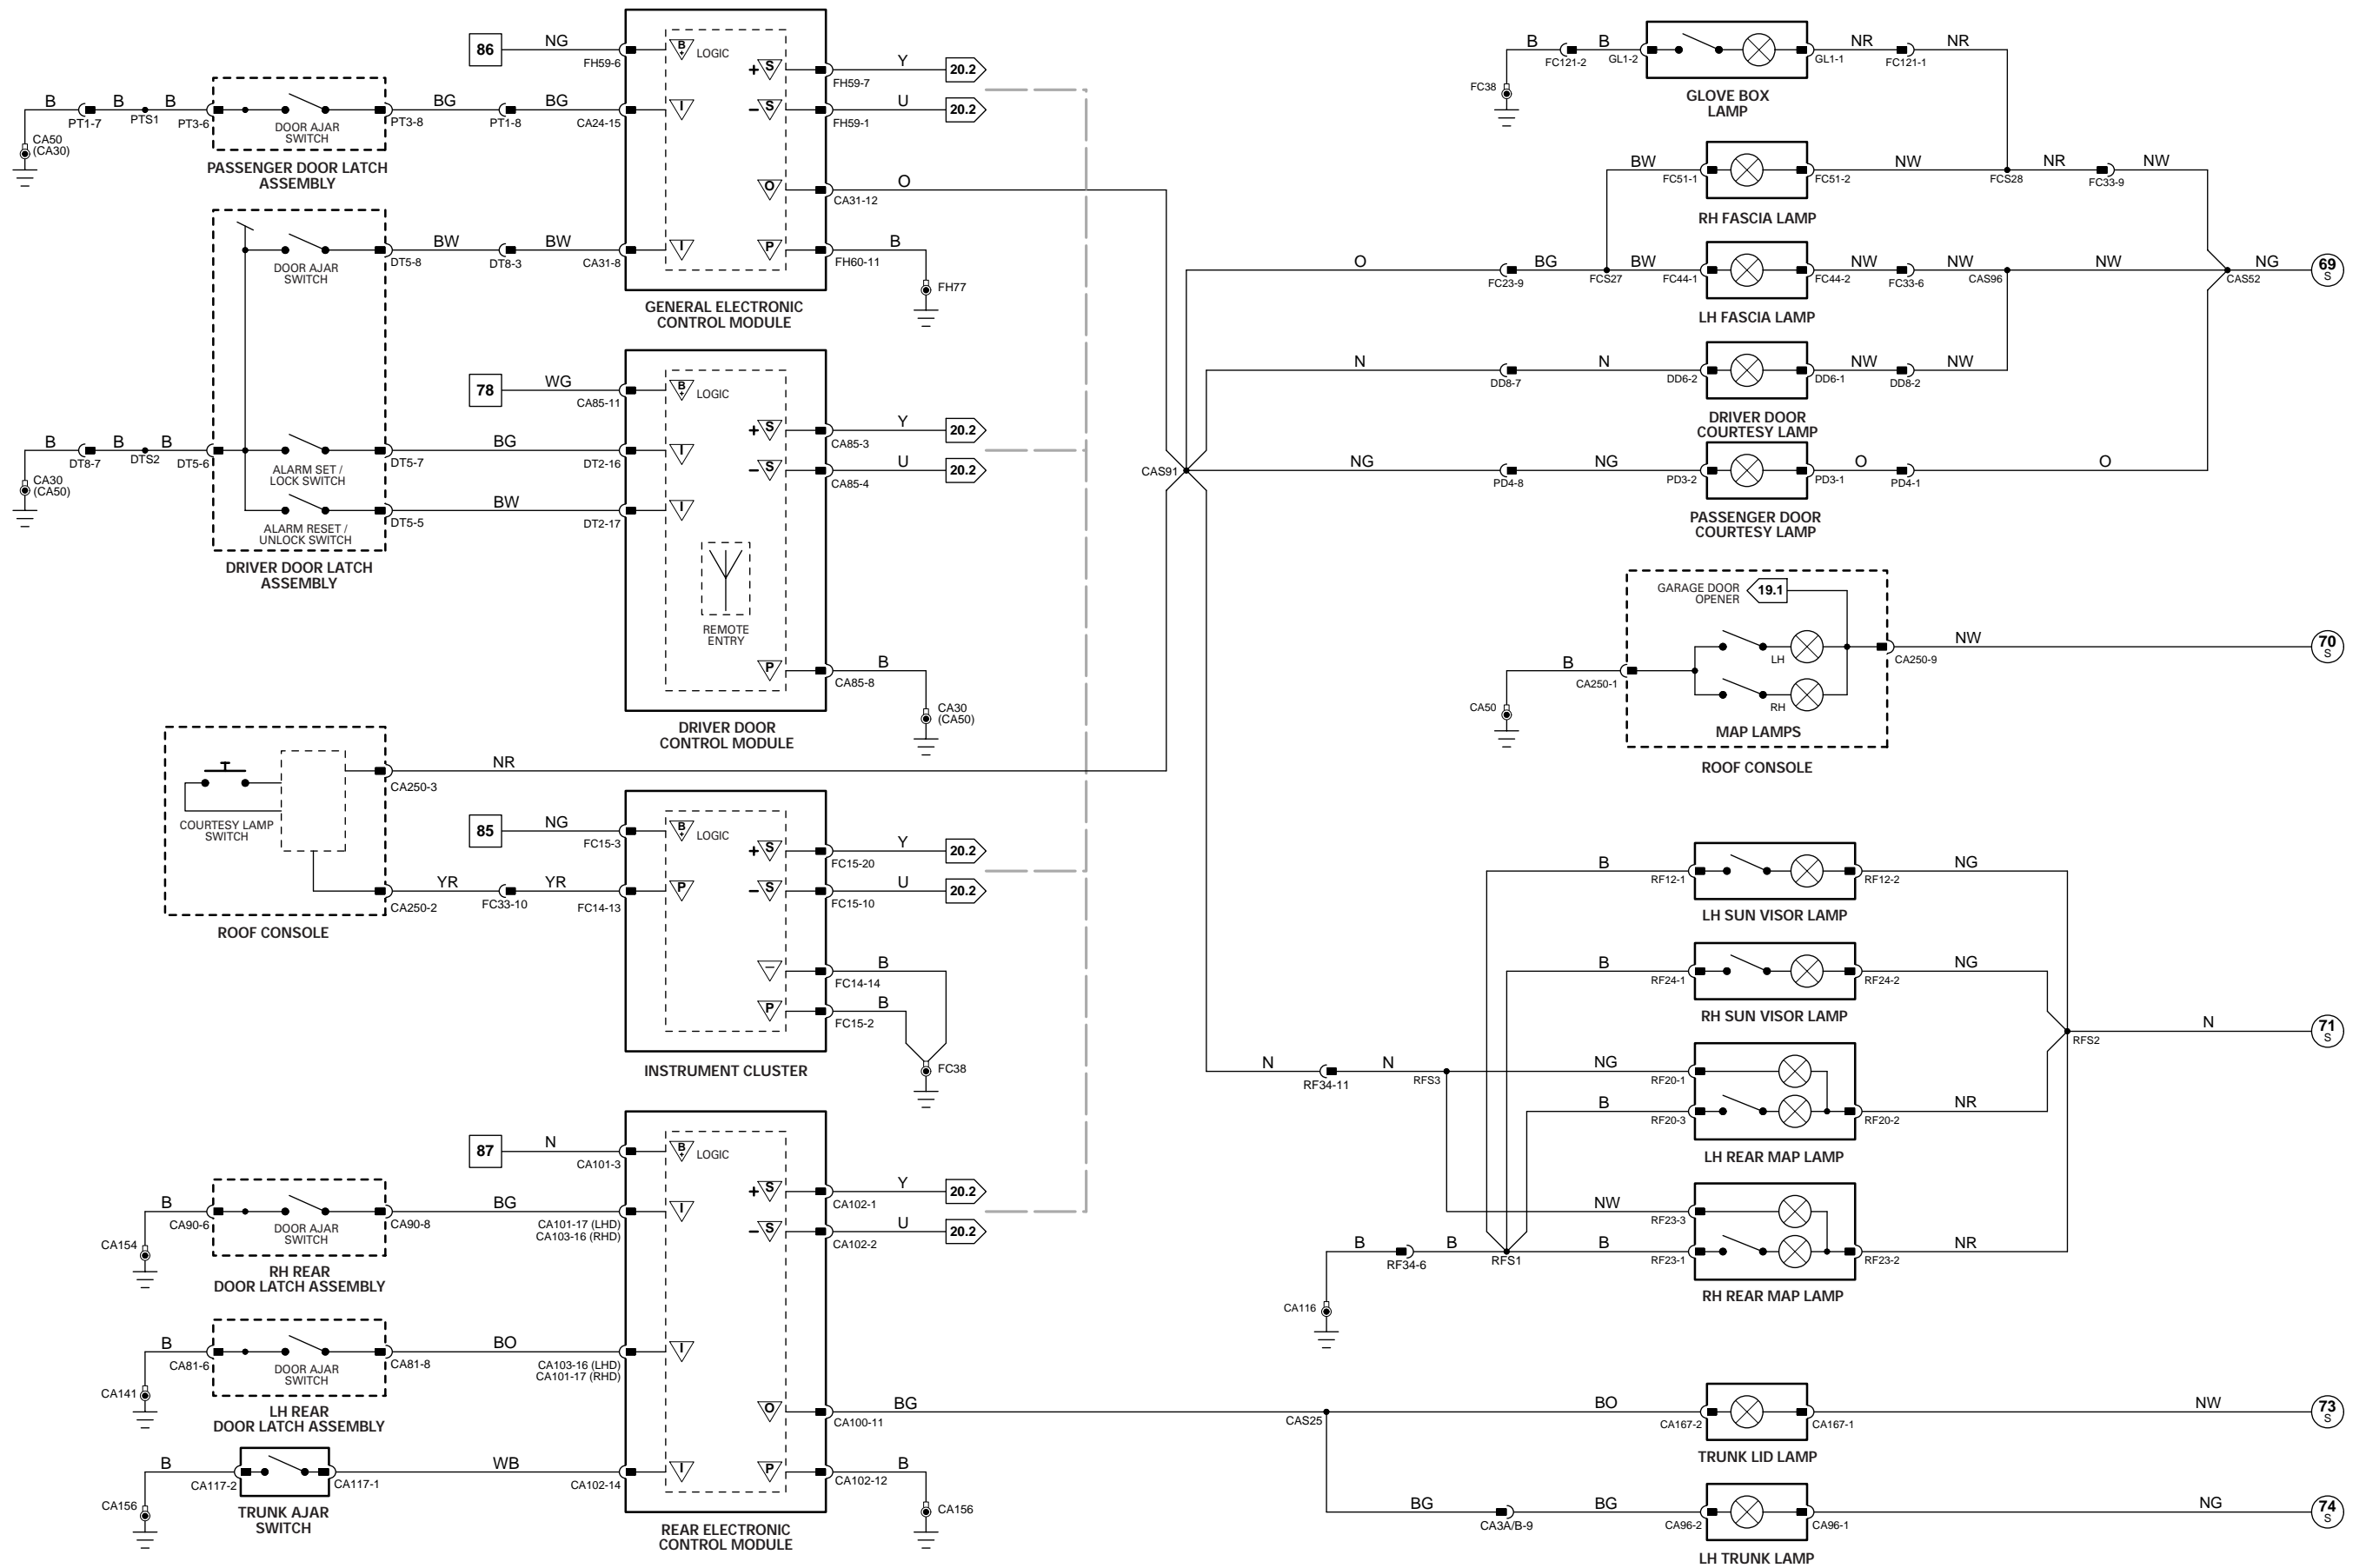 86
NG
FH59-6
B+
LOGIC
+ S
FH59-7
Y
20.2
B
PT1-7
B
PTS1
B
PT3-6
DOOR AJAR
SWITCH
PT3-8
BG
PT1-8
BG
CA24-15
I
– S
FH59-1
U
20.2
CA50
(CA30)
PASSENGER DOOR LATCH
ASSEMBLY
O
CA31-12
O
DOOR AJAR
SWITCH
DT5-8
BW
DT8-3
BW
CA31-8
I
P
FH60-11
B
FH77
GENERAL ELECTRONIC
CONTROL MODULE
78
WG
CA85-11
B+
LOGIC
+ S
CA85-3
Y
20.2
B
DT8-7
B
DTS2
B
DT5-6
ALARM SET /
LOCK SWITCH
DT5-7
BG
DT2-16
I
– S
CA85-4
U
20.2
CA30
(CA50)
ALARM RESET /
UNLOCK SWITCH
DT5-5
BW
DT2-17
I
DRIVER DOOR LATCH
ASSEMBLY
REMOTE
ENTRY
P
CA85-8
B
CA30
(CA50)
DRIVER DOOR
CONTROL MODULE
COURTESY LAMP
SWITCH
CA250-3
NR
CA250-2
YR
FC33-10
YR
FC14-13
ROOF CONSOLE
85
NG
FC15-3
B+
LOGIC
+ S
FC15-20
Y
20.2
P
– S
FC15-10
U
20.2
–
FC14-14
B
P
FC15-2
B
FC38
INSTRUMENT CLUSTER
87
N
CA101-3
B+
LOGIC
+ S
CA102-1
Y
20.2
B
CA90-6
DOOR AJAR
SWITCH
CA90-8
BG
CA101-17 (LHD)
CA103-16 (RHD)
I
– S
CA102-2
U
20.2
CA154
RH REAR
DOOR LATCH ASSEMBLY
B
CA81-6
DOOR AJAR
SWITCH
CA81-8
BO
CA103-16 (LHD)
CA101-17 (RHD)
I
CA141
LH REAR
DOOR LATCH ASSEMBLY
O
CA100-11
BG
B
CA117-2
CA117-1
WB
CA102-14
I
P
CA102-12
B
CA156
CA156
TRUNK AJAR
SWITCH
REAR ELECTRONIC
CONTROL MODULE
B
FC121-2
B
GL1-2
GL1-1
NR
FC121-1
NR
FC38
GLOVE BOX
LAMP
BW
FC51-1
FC51-2
NW
FCS28
NR
FC33-9
NW
RH FASCIA LAMP
O
FC23-9
BG
FCS27
BW
FC44-1
FC44-2
NW
FC33-6
NW
CAS96
NW
CAS52
NG
69
S
LH FASCIA LAMP
N
DD8-7
N
DD6-2
DD6-1
NW
DD8-2
NW
DRIVER DOOR
COURTESY LAMP
CAS91
NG
PD4-8
NG
PD3-2
PD3-1
O
PD4-1
O
PASSENGER DOOR
COURTESY LAMP
GARAGE DOOR
OPENER
19.1
LH
RH
CA250-9
NW
70
S
B
CA250-1
CA50
MAP LAMPS
ROOF CONSOLE
B
RF12-1
RF12-2
NG
LH SUN VISOR LAMP
B
RF24-1
RF24-2
NG
RH SUN VISOR LAMP
RFS2
N
71
S
N
RF34-11
N
RFS3
NG
RF20-1
B
RF20-3
RF20-2
NR
LH REAR MAP LAMP
NW
RF23-3
B
RF34-6
B
RFS1
B
RF23-1
RF23-2
NR
CA116
RH REAR MAP LAMP
CAS25
BO
CA167-2
CA167-1
NW
73
S
TRUNK LID LAMP
BG
CA3A/B-9
BG
CA96-2
CA96-1
NG
74
S
LH TRUNK LAMP